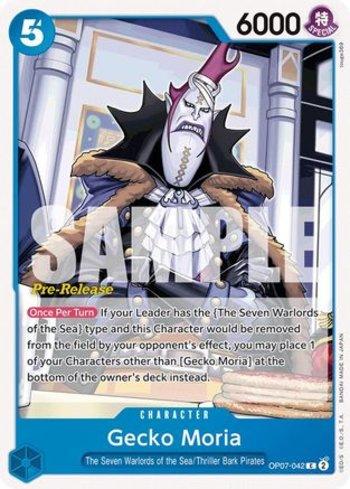 5
6000
特
SPECIAL
SAMPLE
Pre-Release
Once Per Turn If your Leader has the {The Seven Warlords
of the Sea} type and this Character would be removed
from the field by your opponent's effect, you may place 1
of your Characters other than [Gecko Moria] at the
bottom of the owner's deck instead.
CHARACTER
Gecko Moria
The Seven Warlords of the Sea/Thriller Bark Pirates
OP07-042 C 2
BANDAI MADE IN JAPAN
©E.O./S., T.A.